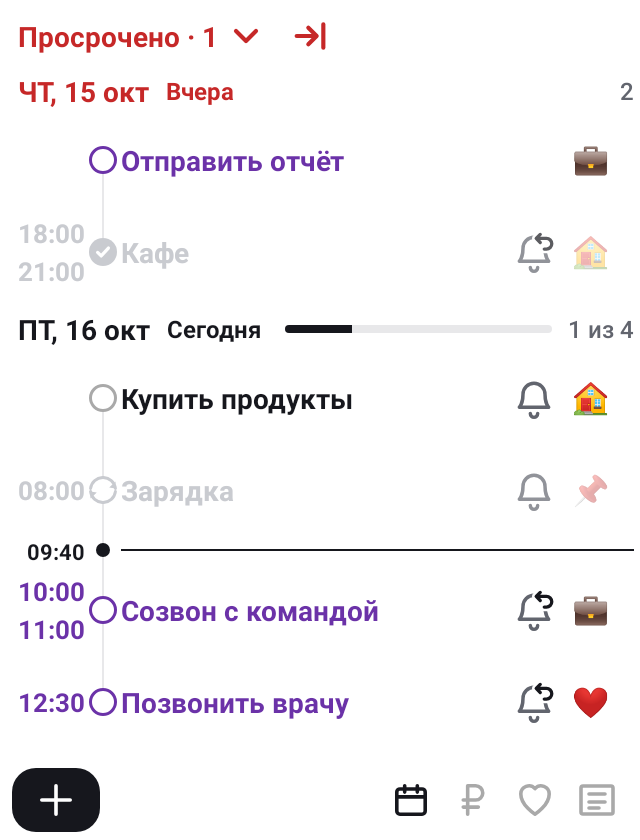 Просрочено · 1
ЧТ, 15 окт Вчера 2
Отправить отчёт
18:00
21:00
Кафе
ПТ, 16 окт Сегодня 1 из 4
Купить продукты
08:00 Зарядка
09:40
10:00
11:00
Созвон с командой
12:30 Позвонить врачу